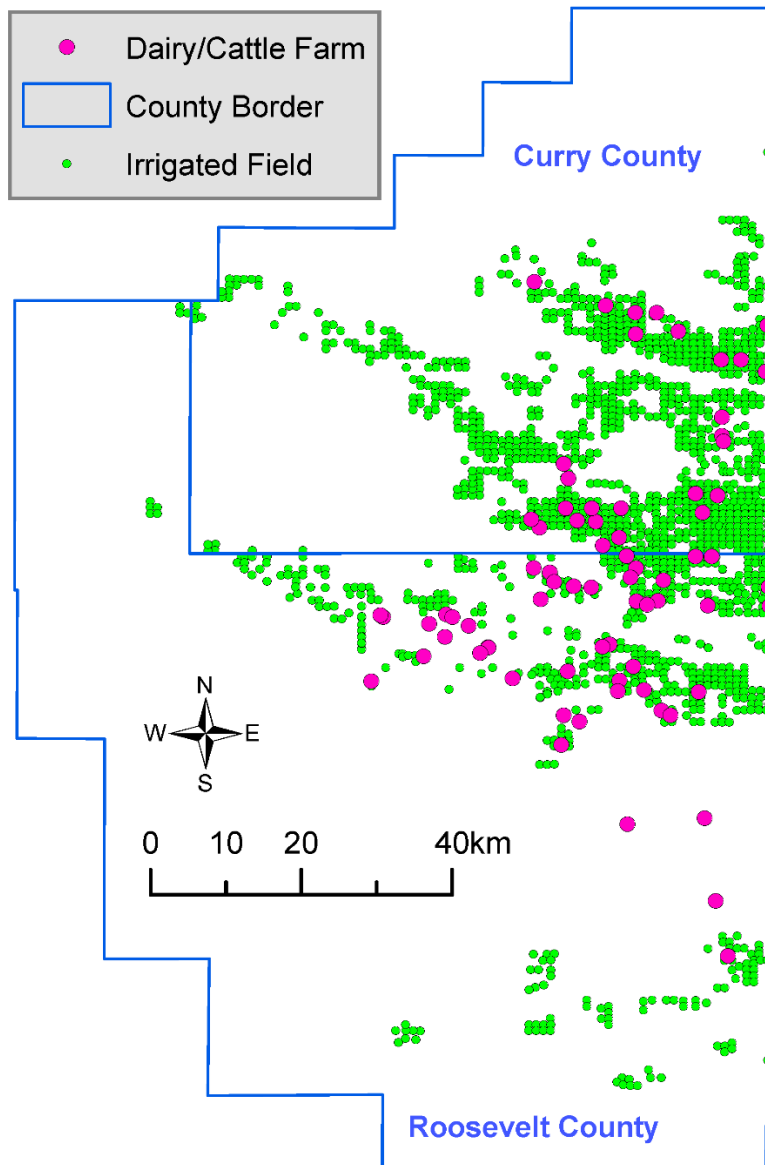 Dairy/Cattle Farm
County Border
Irrigated Field
Curry County
N
W E
S
0 10 20 40km
Roosevelt County